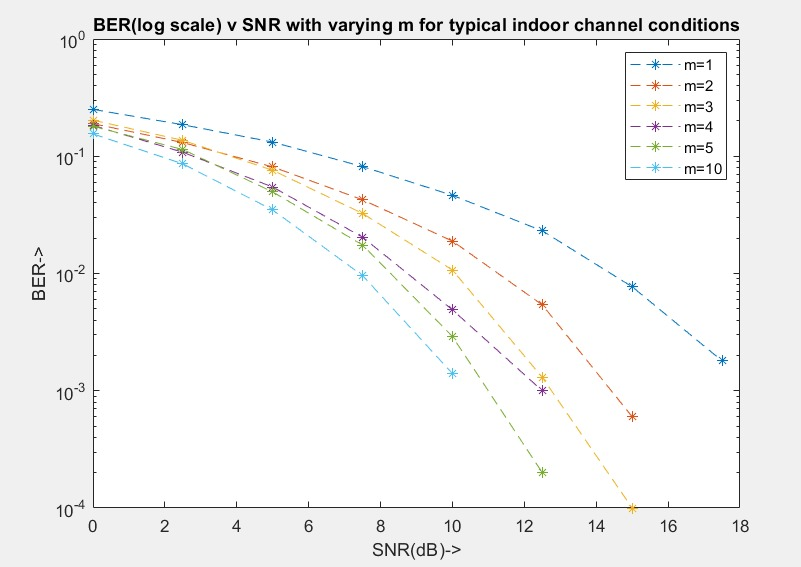 BER(log scale) v SNR with varying m for typical indoor channel conditions
10^0
10^-1
10^-2
10^-3
10^-4
BER->
m=1
m=2
m=3
m=4
m=5
m=10
0 2 4 6 8 10 12 14 16 18
SNR(dB)->